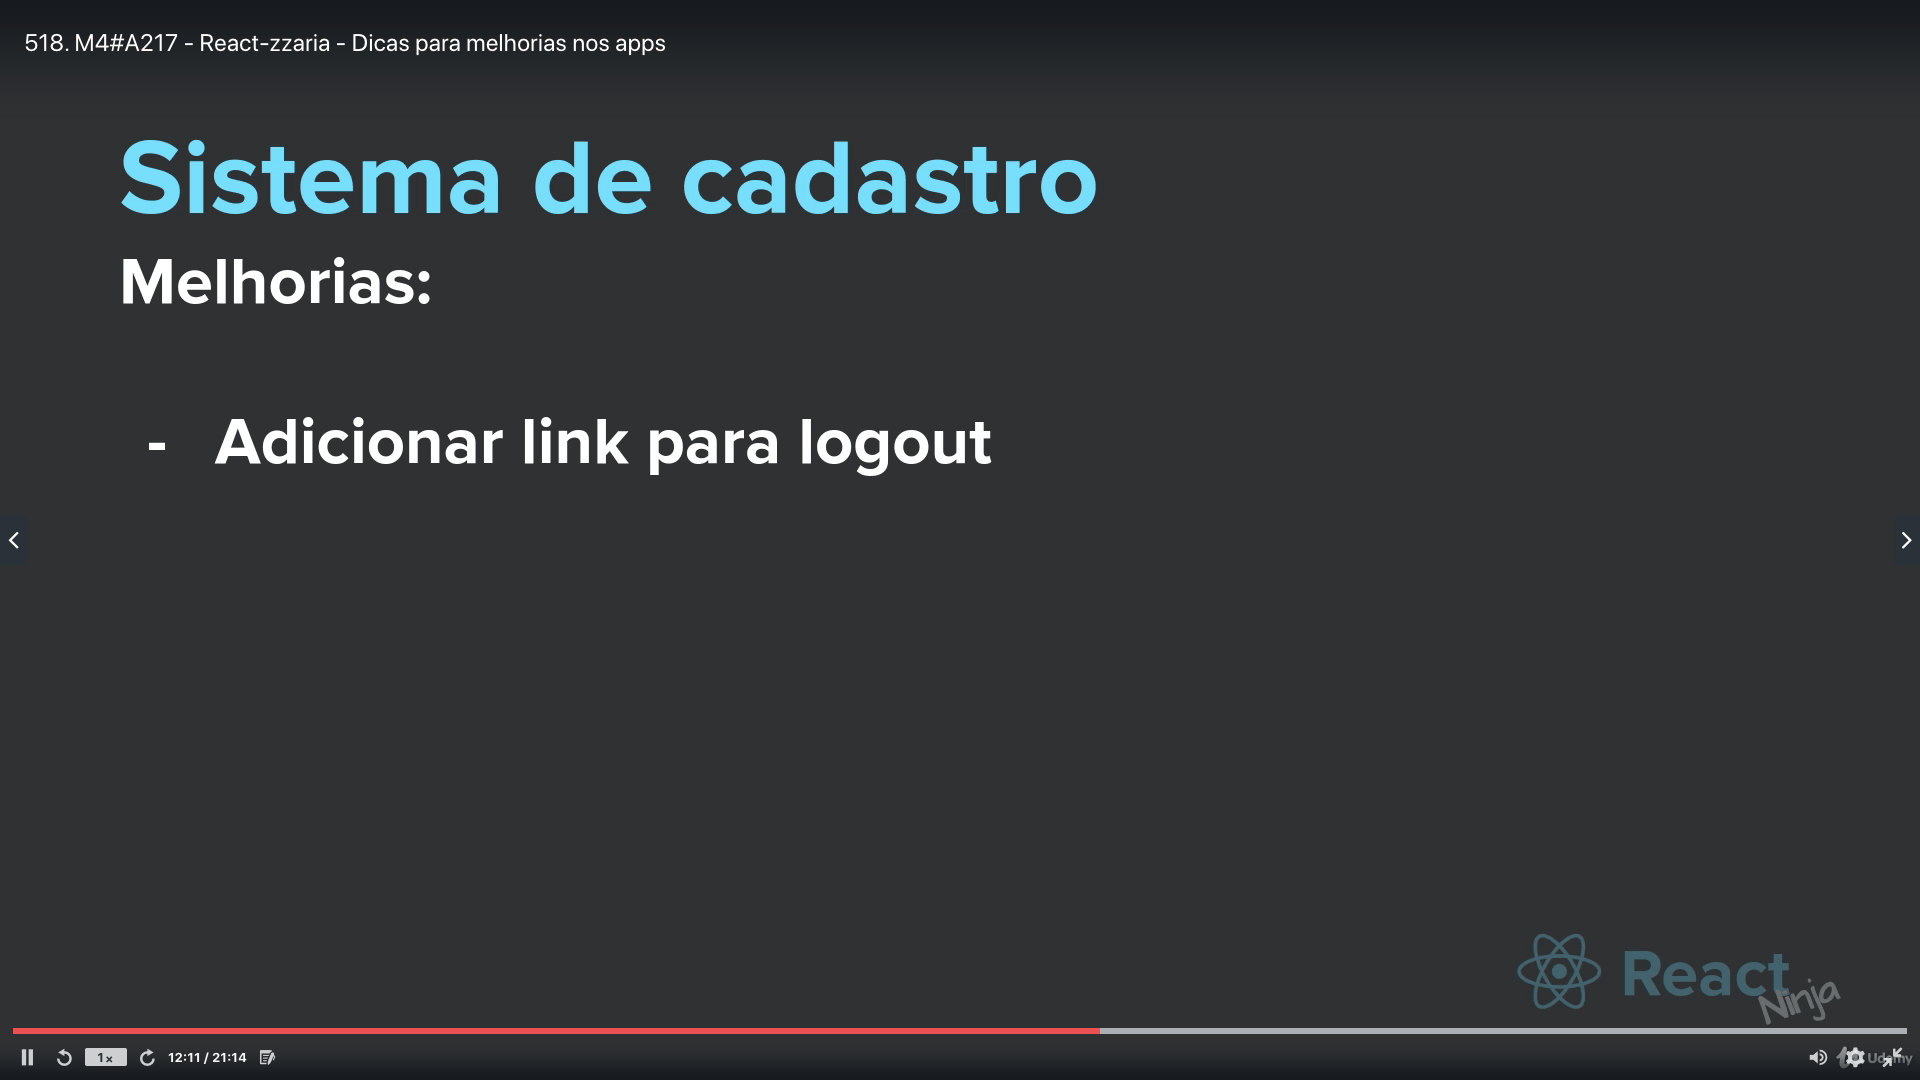 518. M4#A217 - React-zzaria - Dicas para melhorias nos apps
Sistema de cadastro
Melhorias:
- Adicionar link para logout
React
Ninja
1x
12:11 / 21:14
Udemy